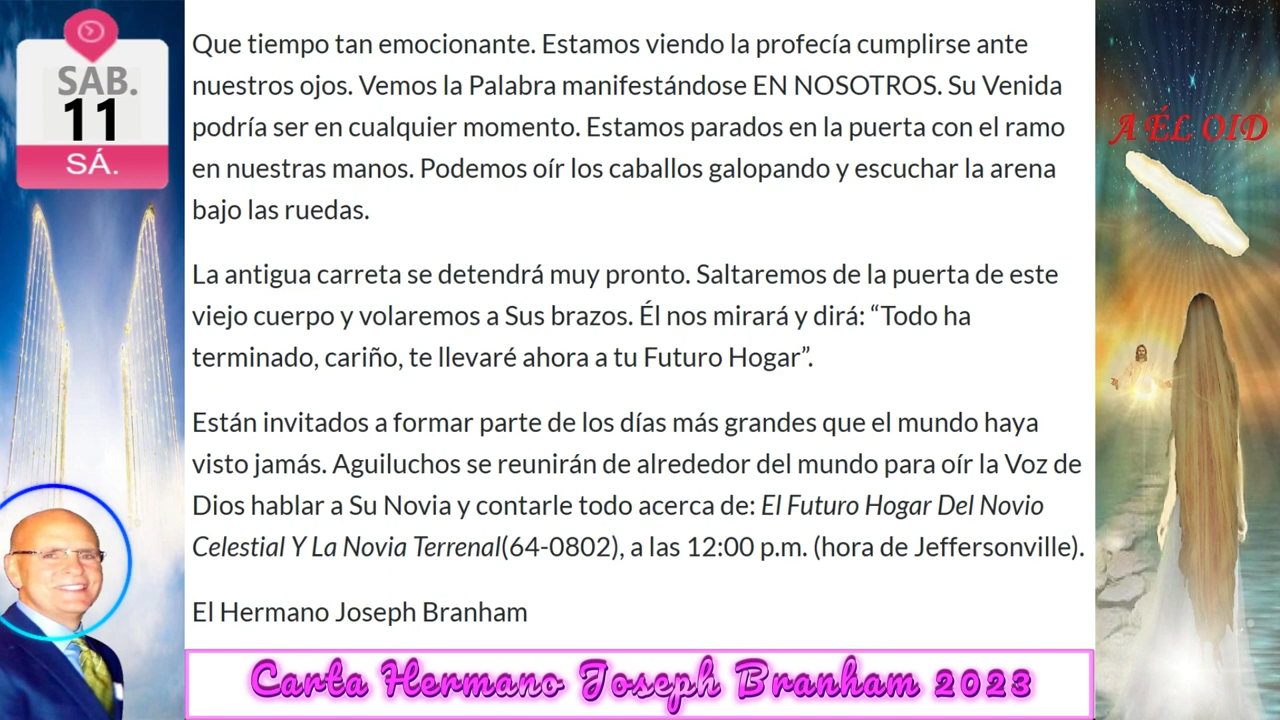 SAB.
11
SÁ.
Que tiempo tan emocionante. Estamos viendo la profecía cumplirse ante
nuestros ojos. Vemos la Palabra manifestándose EN NOSOTROS. Su Venida
podría ser en cualquier momento. Estamos parados en la puerta con el ramo
en nuestras manos. Podemos oír los caballos galopando y escuchar la arena
bajo las ruedas.
La antigua carreta se detendrá muy pronto. Saltaremos de la puerta de este
viejo cuerpo y volaremos a Sus brazos. Él nos mirará y dirá: “Todo ha
terminado, cariño, te llevaré ahora a tu Futuro Hogar”.
Están invitados a formar parte de los días más grandes que el mundo haya
visto jamás. Aguiluchos se reunirán de alrededor del mundo para oír la Voz de
Dios hablar a Su Novia y contarle todo acerca de: El Futuro Hogar Del Novio
Celestial Y La Novia Terrenal(64-0802), a las 12:00 p.m. (hora de Jeffersonville).
El Hermano Joseph Branham
Carta Hermano Joseph Branham 2023
A ÉL OID